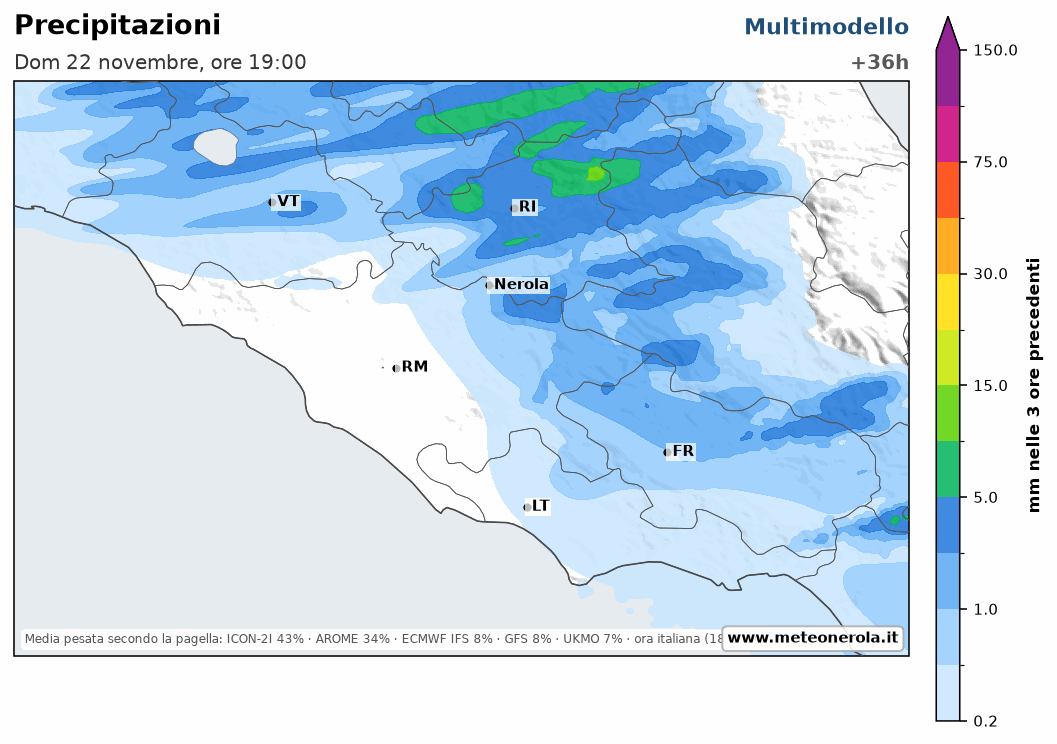 Precipitazioni
Multimodello
Dom 22 novembre, ore 19:00
+36h
VT
RI
Nerola
RM
FR
LT
Media pesata secondo la pagella: ICON-2I 43% · AROME 34% · ECMWF IFS 8% · GFS 8% · UKMO 7% · ora italiana (18
www.meteonerola.it
150.0
75.0
30.0
15.0
5.0
1.0
0.2
mm nelle 3 ore precedenti